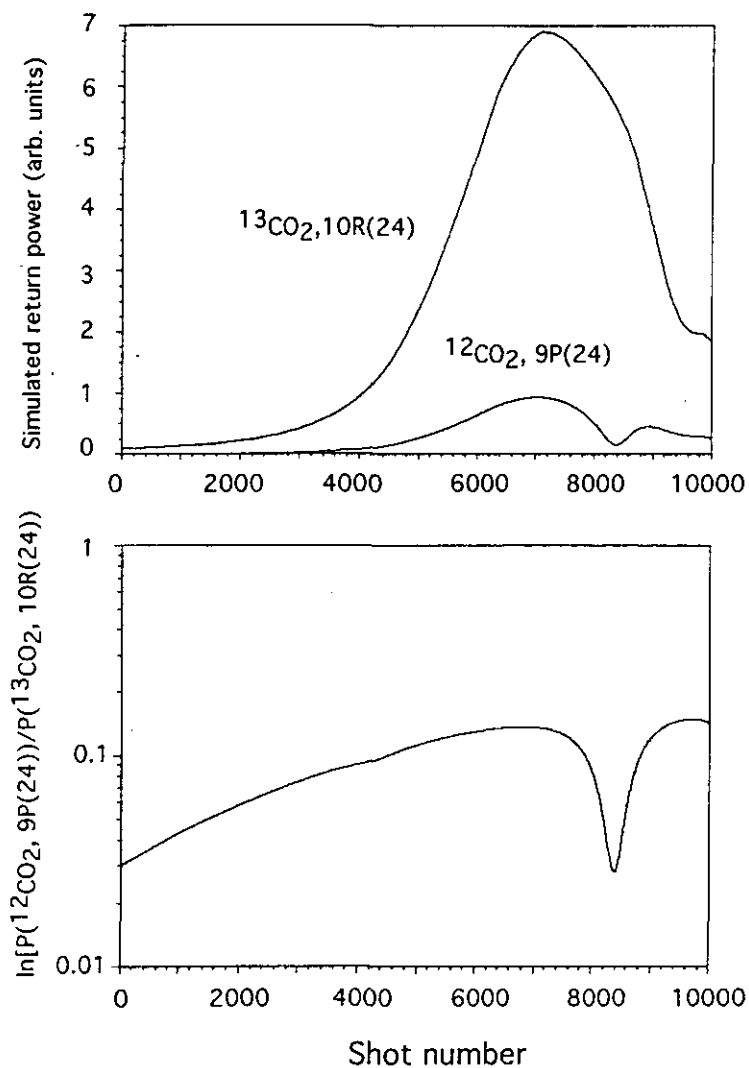 Simulated return power (arb. units)
7
6
5
4
3
2
1
0
13CO2,10R(24)
12CO2, 9P(24)
0 2000 4000 6000 8000 10000
ln[P(12CO2, 9P(24))/P(13CO2, 10R(24))
1
0.1
0.01
0 2000 4000 6000 8000 10000
Shot number